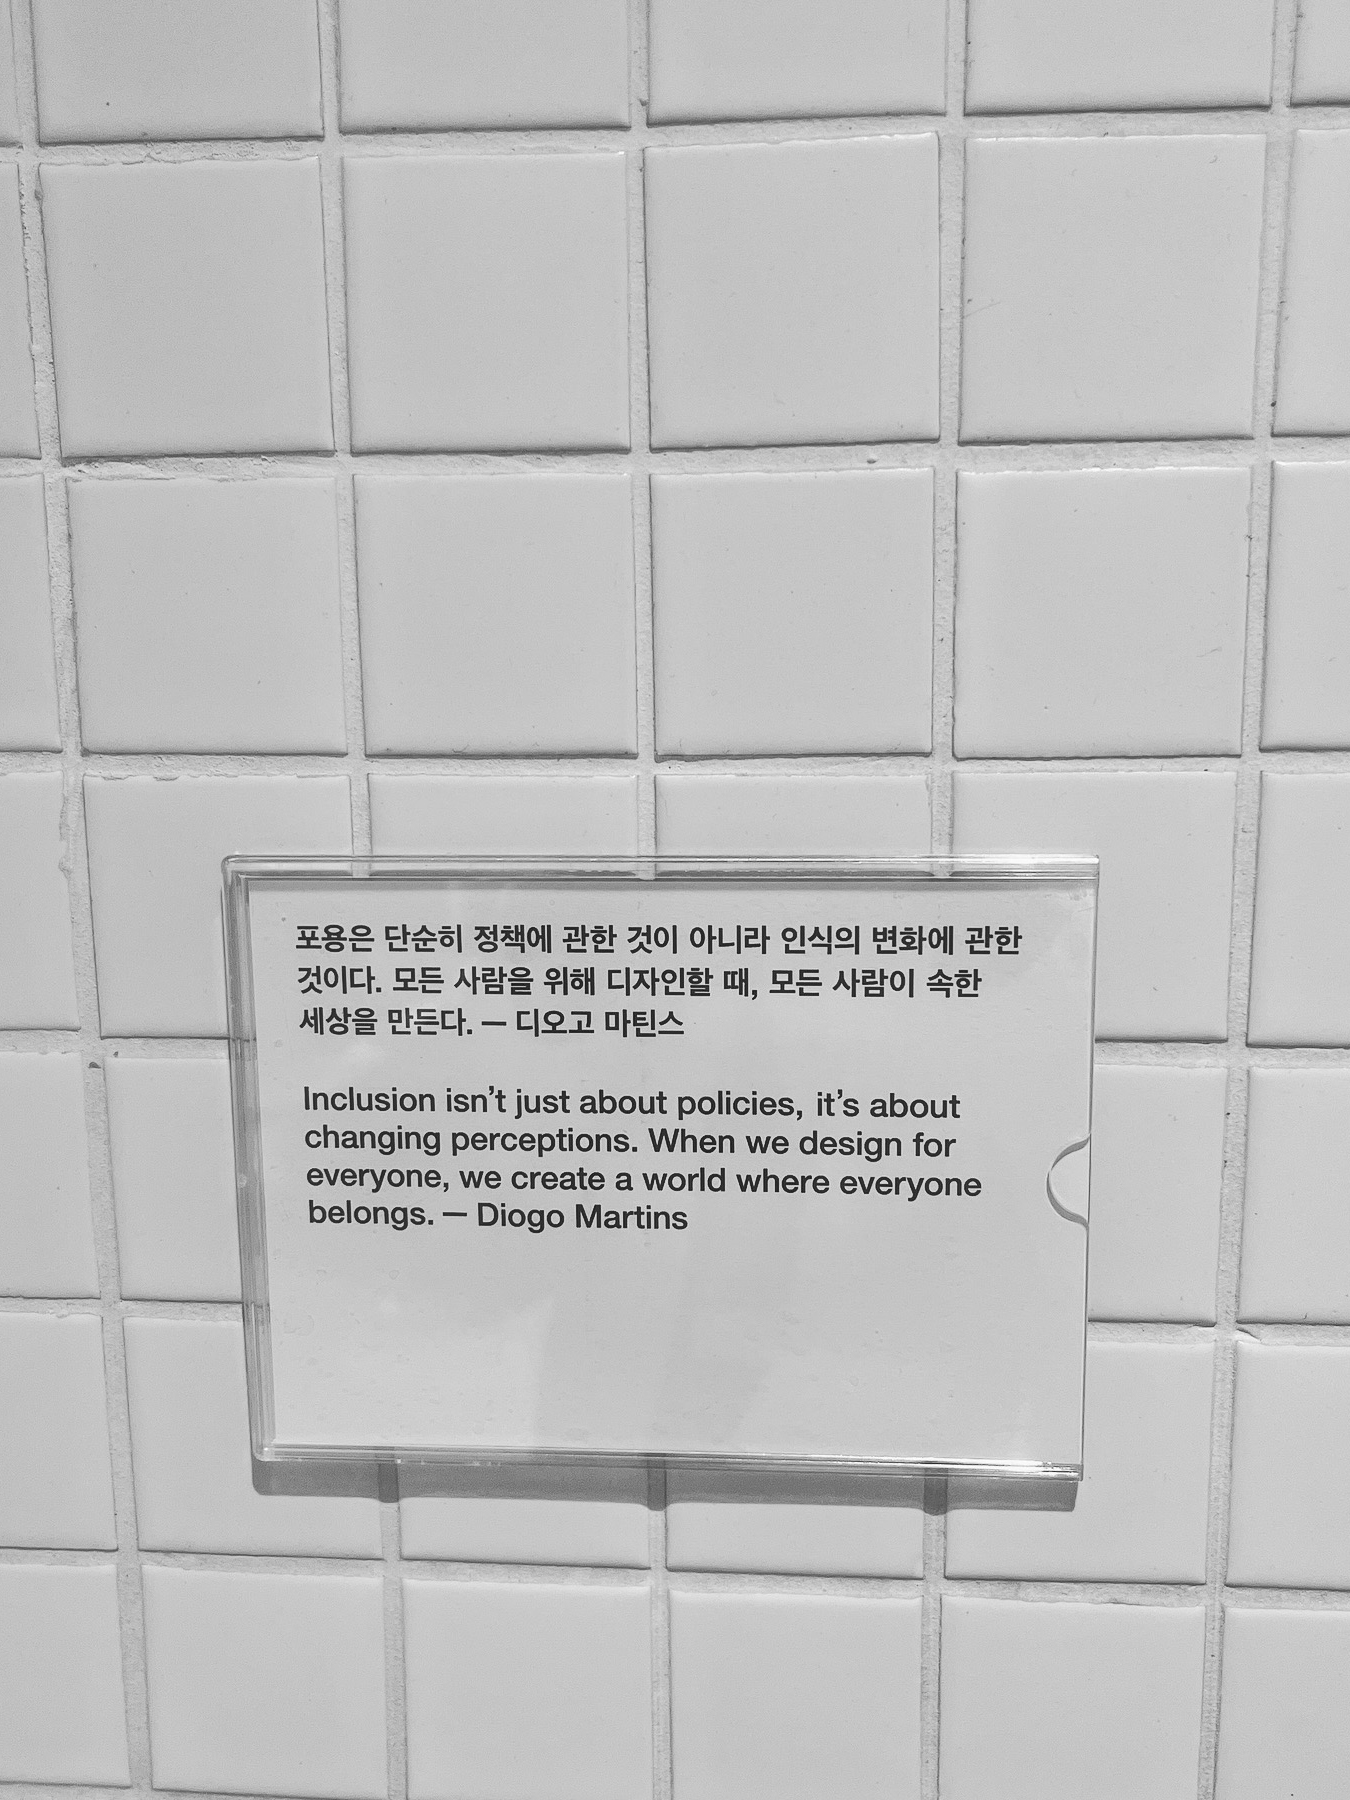 포용은 단순히 정책에 관한 것이 아니라 인식의 변화에 관한
것이다. 모든 사람을 위해 디자인할 때, 모든 사람이 속한
세상을 만든다. — 디오고 마틴스
Inclusion isn’t just about policies, it’s about
changing perceptions. When we design for
everyone, we create a world where everyone
belongs. — Diogo Martins